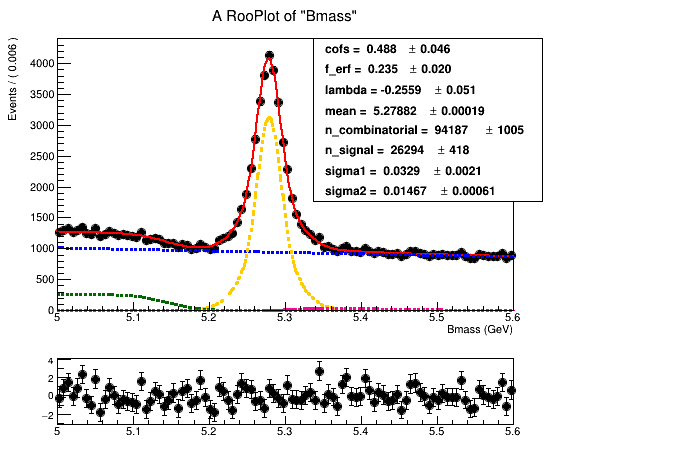 A RooPlot of "Bmass"
Events / ( 0.006 )
cofs = 0.488 ± 0.046
f_erf = 0.235 ± 0.020
lambda = -0.2559 ± 0.051
mean = 5.27882 ± 0.00019
n_combinatorial = 94187 ± 1005
n_signal = 26294 ± 418
sigma1 = 0.0329 ± 0.0021
sigma2 = 0.01467 ± 0.00061
4000
3500
3000
2500
2000
1500
1000
500
0
5 5.1 5.2 5.3 5.4 5.5 5.6
Bmass (GeV)
4
2
0
−2
5 5.1 5.2 5.3 5.4 5.5 5.6